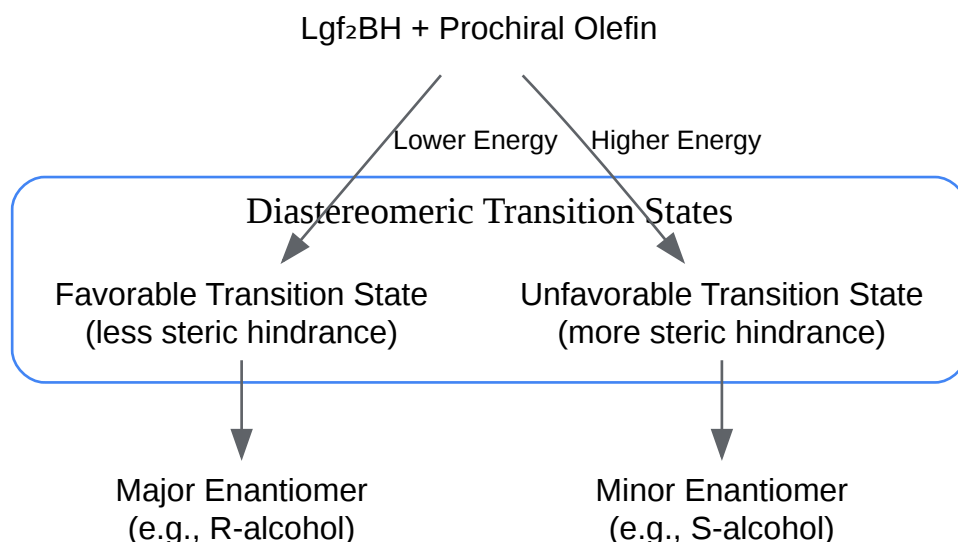 Lgf₂BH + Prochiral Olefin
Lower Energy
Higher Energy
Diastereomeric Transition States
Favorable Transition State
(less steric hindrance)
Unfavorable Transition State
(more steric hindrance)
Major Enantiomer
(e.g., R-alcohol)
Minor Enantiomer
(e.g., S-alcohol)